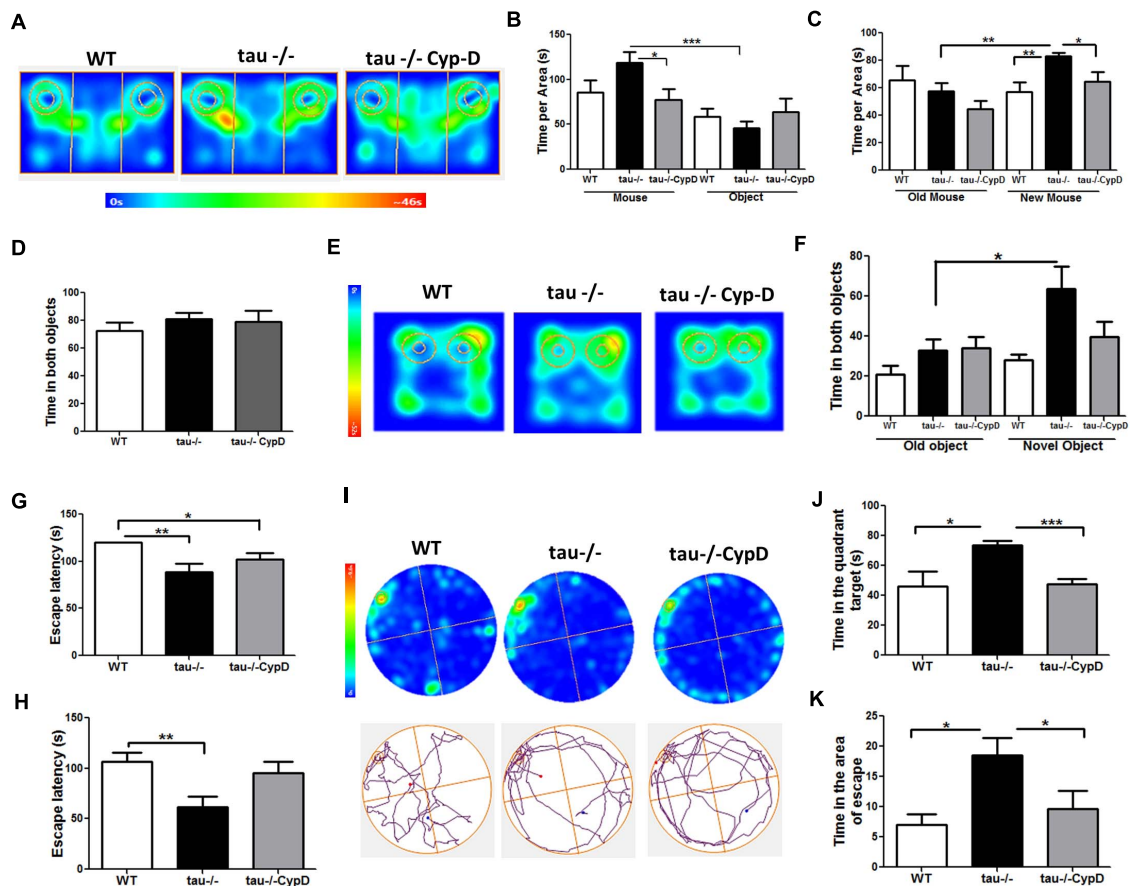 A
WT
tau -/-
tau -/- Cyp-D
0s
~46s
B
Time per Area (s)
150
100
50
0
***
*
WT
tau-/-
tau-/-CypD
WT
tau-/-
tau-/-CypD
Mouse
Object
C
Time per Area (s)
100
80
60
40
20
0
**
**
*
WT
tau-/-
tau-/-CypD
WT
tau-/-
tau-/-CypD
Old Mouse
New Mouse
D
Time in both objects
100
80
60
40
20
0
WT
tau-/-
tau-/- CypD
E
WT
tau -/-
tau -/- Cyp-D
0s
~32s
F
Time in both objects
80
60
40
20
0
*
WT
tau-/-
tau-/-CypD
WT
tau-/-
tau-/-CypD
Old object
Novel Object
G
Escape latency (s)
150
100
50
0
*
**
WT
tau-/-
tau-/-CypD
H
Escape latency (s)
150
100
50
0
**
WT
tau-/-
tau-/-CypD
I
WT
tau-/-
tau-/-CypD
J
Time in the quadrant
target (s)
100
80
60
40
20
0
*
***
WT
tau-/-
tau-/-CypD
K
Time in the area
of escape
25
20
15
10
5
0
*
*
WT
tau-/-
tau-/-CypD